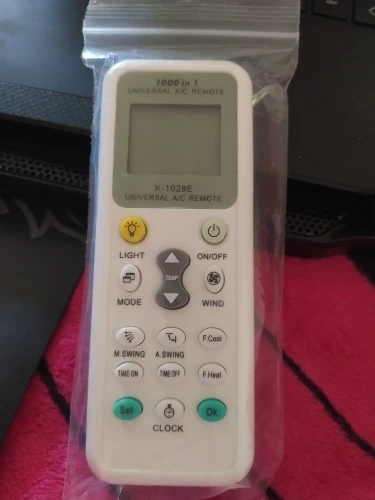 1000 in 1
UNIVERSAL A/C REMOTE
K-1028E
UNIVERSAL A/C REMOTE
LIGHT
ON/OFF
TEMP
MODE
WIND
M.SWING
A.SWING
F.Cool
TIME ON
TIME OFF
F.Heat
Set
Ok
CLOCK